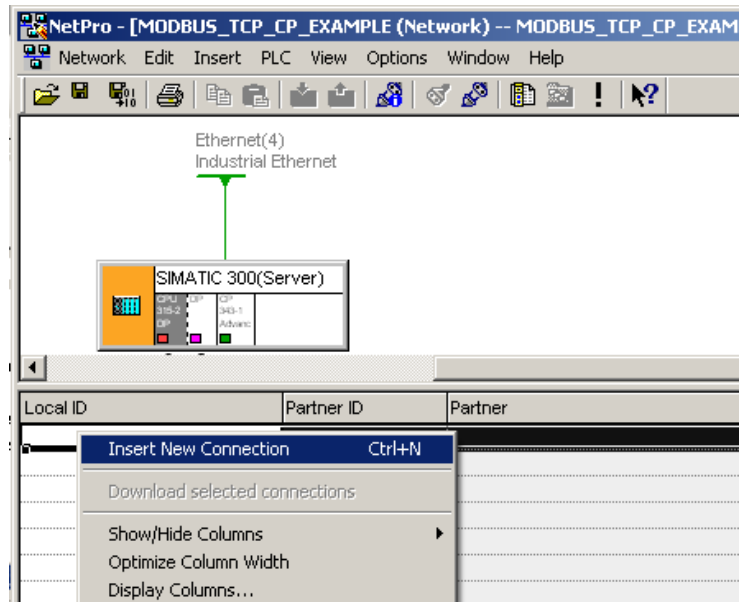 NetPro - [MODBUS_TCP_CP_EXAMPLE (Network) -- MODBUS_TCP_CP_EXAM
Network Edit Insert PLC View Options Window Help
Ethernet(4)
Industrial Ethernet
SIMATIC 300(Server)
CPU DP CP
315-2 343-1
DP Advanc
Local ID Partner ID Partner
Insert New Connection Ctrl+N
Download selected connections
Show/Hide Columns
Optimize Column Width
Display Columns...